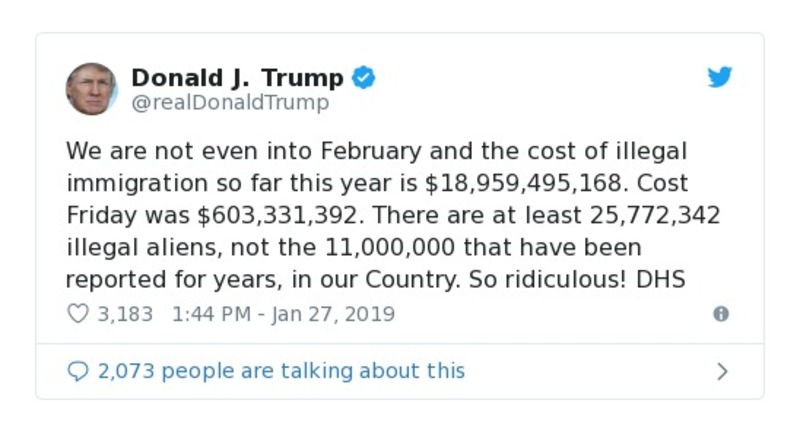 Donald J. Trump
@realDonaldTrump
We are not even into February and the cost of illegal
immigration so far this year is $18,959,495,168. Cost
Friday was $603,331,392. There are at least 25,772,342
illegal aliens, not the 11,000,000 that have been
reported for years, in our Country. So ridiculous! DHS
3,183 1:44 PM - Jan 27, 2019
2,073 people are talking about this